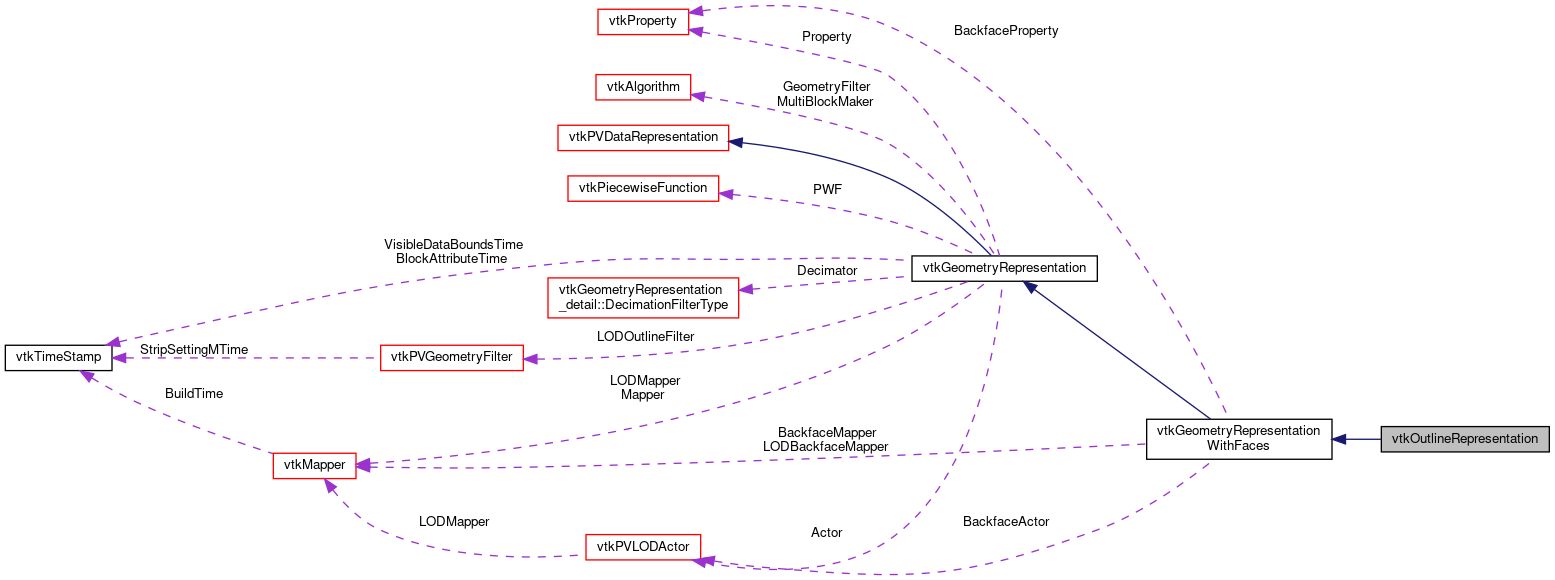 vtkProperty
BackfaceProperty
Property
vtkAlgorithm
GeometryFilter
MultiBlockMaker
vtkPVDataRepresentation
vtkPiecewiseFunction
PWF
VisibleDataBoundsTime
BlockAttributeTime
vtkGeometryRepresentation
Decimator
vtkGeometryRepresentation
_detail::DecimationFilterType
LODOutlineFilter
vtkTimeStamp
StripSettingMTime
vtkPVGeometryFilter
LODMapper
Mapper
BuildTime
BackfaceMapper
LODBackfaceMapper
vtkGeometryRepresentation
WithFaces
vtkOutlineRepresentation
vtkMapper
LODMapper
vtkPVLODActor
Actor
BackfaceActor